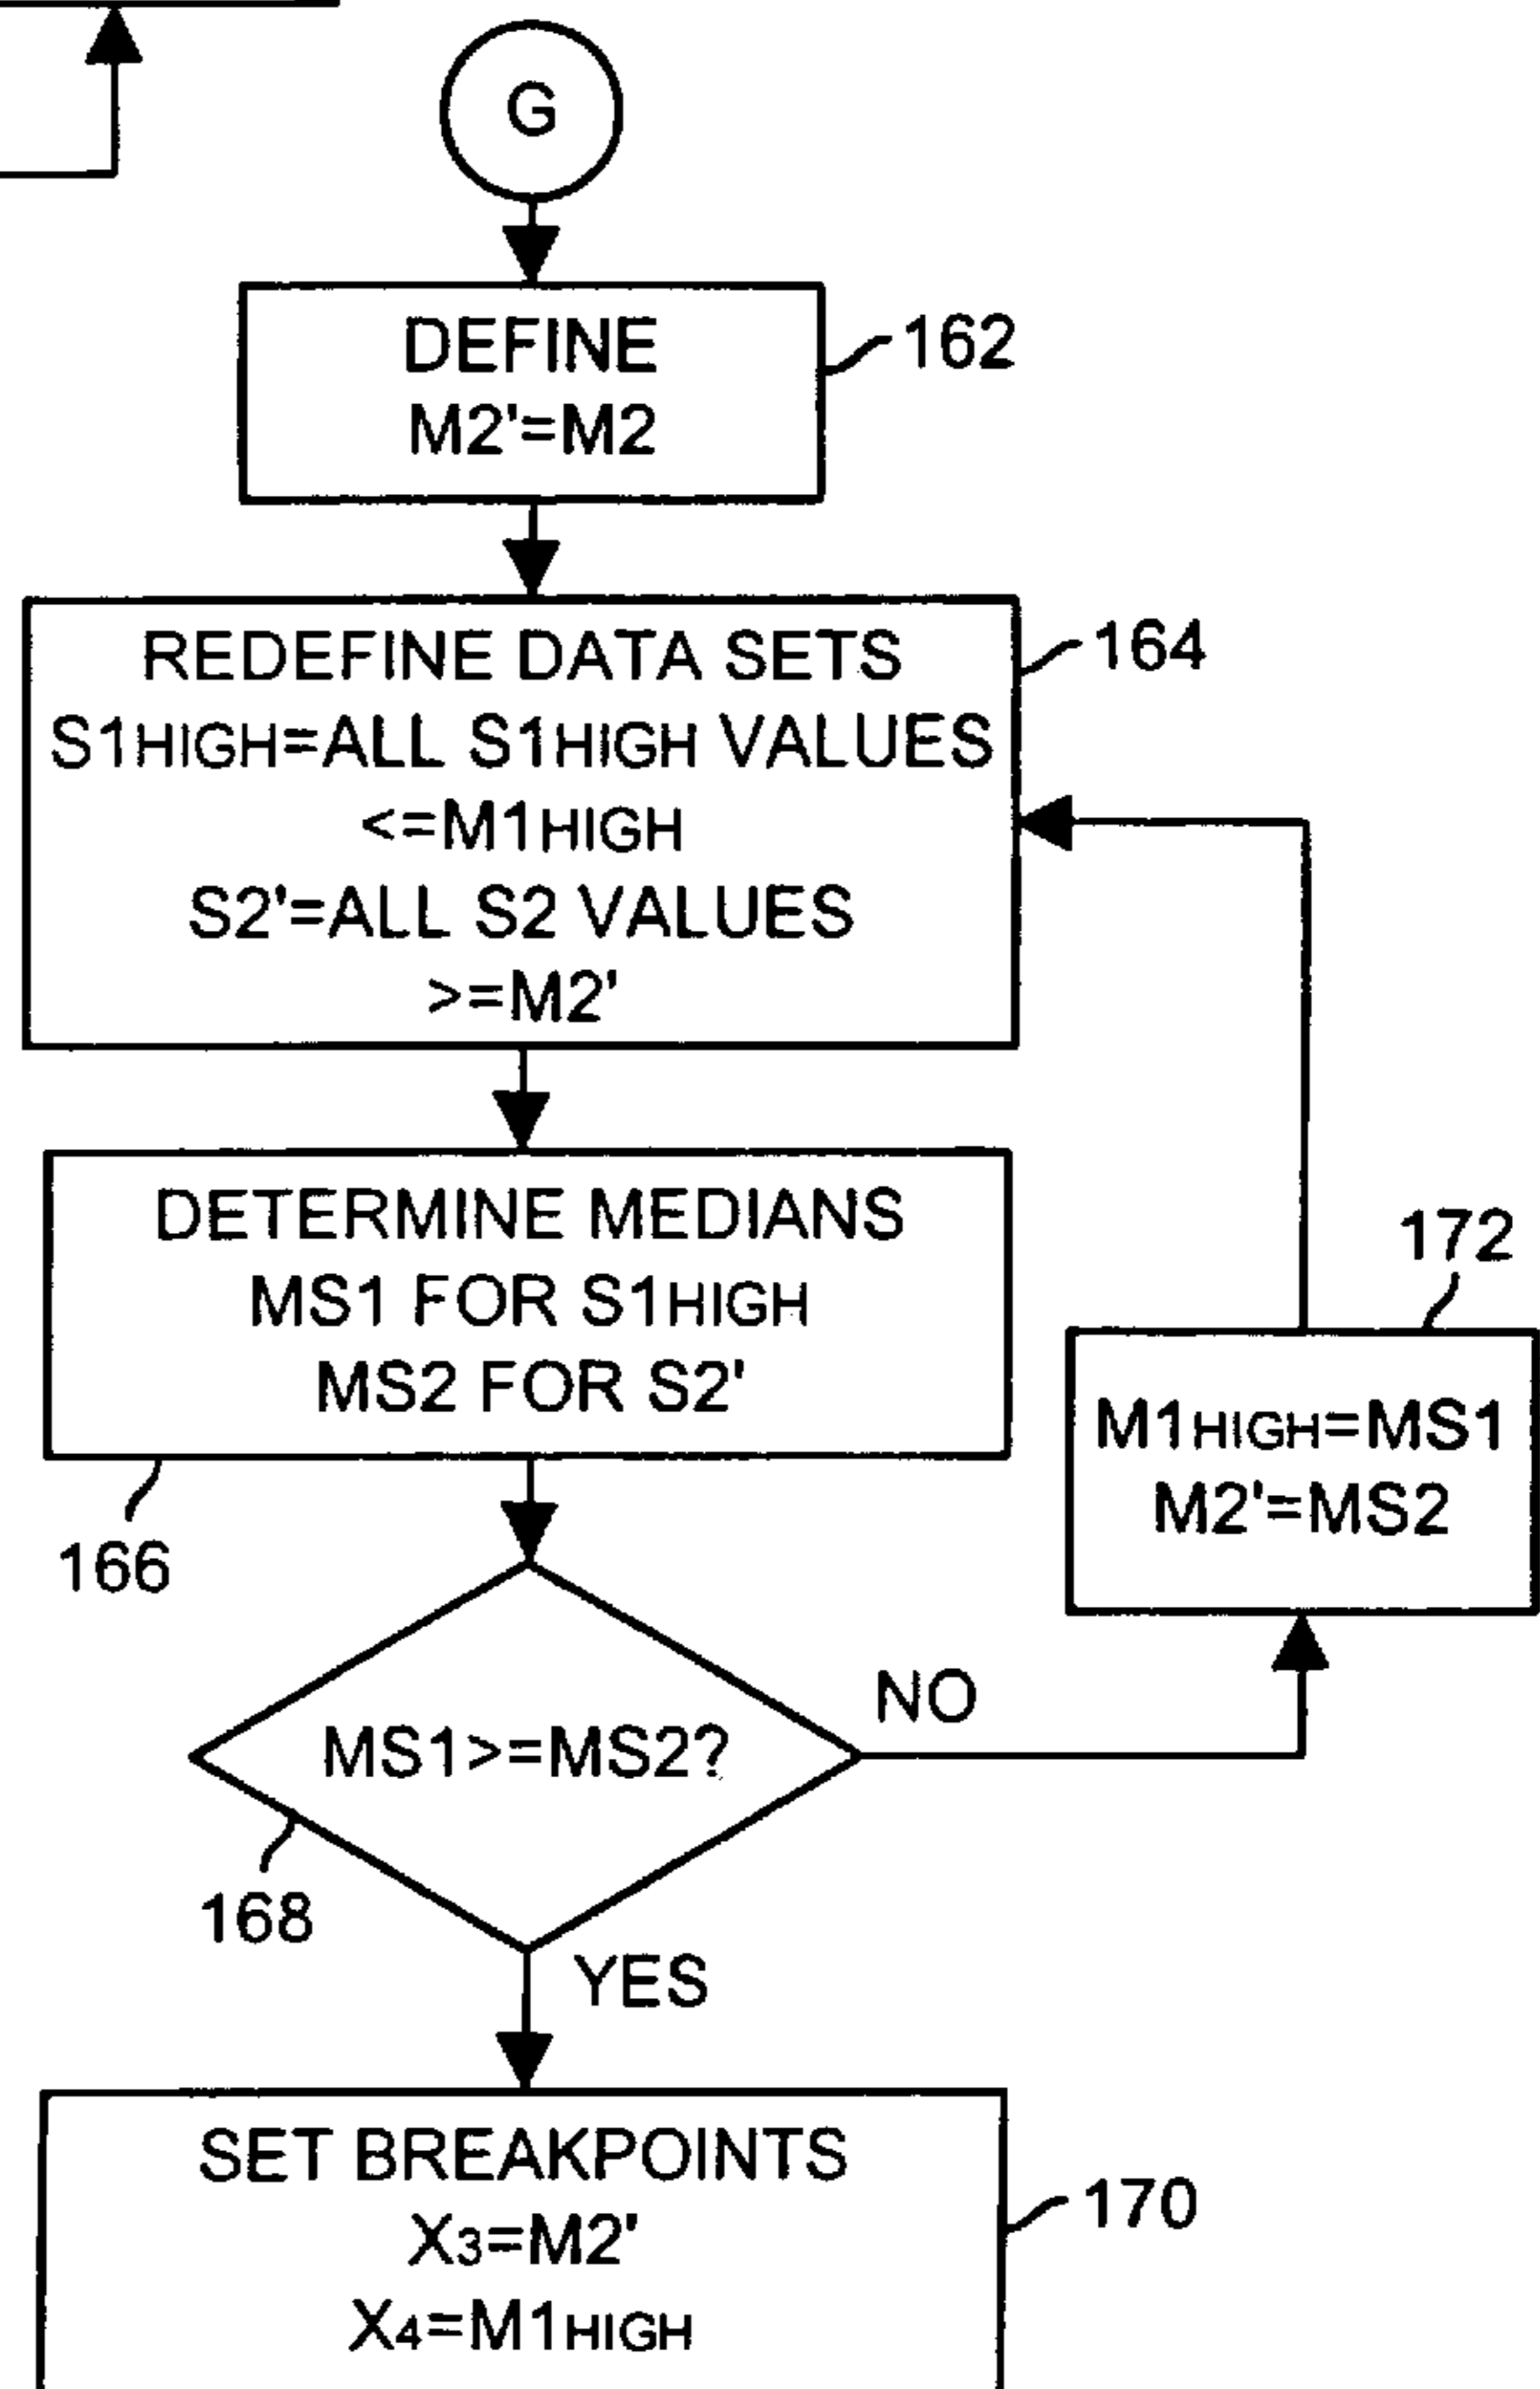 G
DEFINE
M2'=M2
162
REDEFINE DATA SETS
S1HIGH=ALL S1HIGH VALUES
<=M1HIGH
S2'=ALL S2 VALUES
>=M2'
164
DETERMINE MEDIANS
MS1 FOR S1HIGH
MS2 FOR S2'
166
172
M1HIGH=MS1
M2'=MS2
MS1>=MS2?
NO
168
YES
SET BREAKPOINTS
X3=M2'
X4=M1HIGH
170